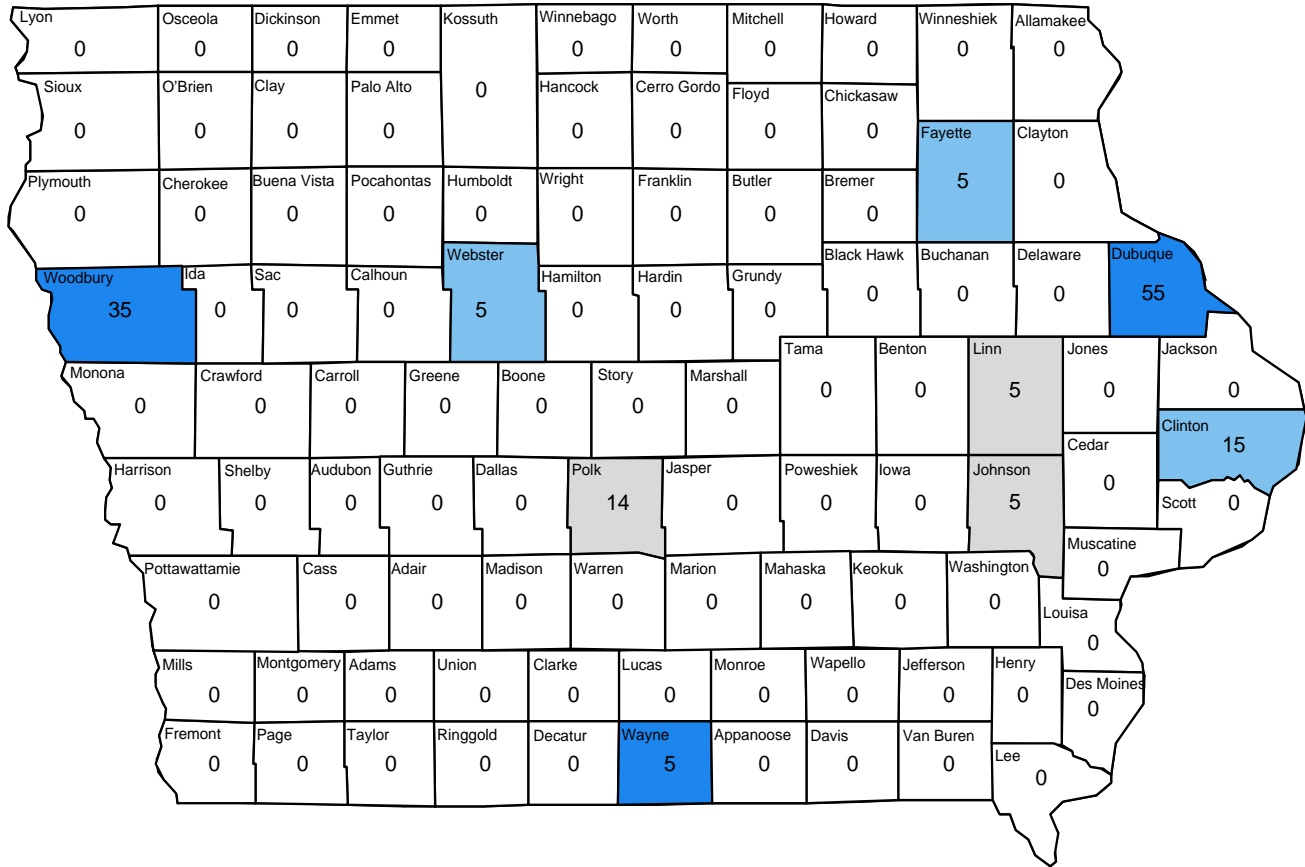 Lyon Osceola Dickinson Emmet Kossuth Winnebago Worth Mitchell Howard Winneshiek Allamakee
0 0 0 0 0 0 0 0 0 0 0
Sioux O'Brien Clay Palo Alto Hancock Cerro Gordo Floyd Chickasaw
0 0 0 0 0 0 0 0
Fayette Clayton
5 0
Plymouth Cherokee Buena Vista Pocahontas Humboldt Wright Franklin Butler Bremer
0 0 0 0 0 0 0 0 0
Woodbury Ida Sac Calhoun Webster Hamilton Hardin Grundy Black Hawk Buchanan Delaware Dubuque
35 0 0 0 5 0 0 0 0 0 0 55
Tama Benton Linn Jones Jackson
0 0 5 0 0
Monona Crawford Carroll Greene Boone Story Marshall
0 0 0 0 0 0 0
Clinton
15
Cedar
0
Harrison Shelby Audubon Guthrie Dallas Polk Jasper Poweshiek Iowa Johnson
0 0 0 0 0 14 0 0 0 5
Scott 0
Muscatine
0
Pottawattamie Cass Adair Madison Warren Marion Mahaska Keokuk Washington
0 0 0 0 0 0 0 0 0
Louisa
0
Mills Montgomery Adams Union Clarke Lucas Monroe Wapello Jefferson Henry
0 0 0 0 0 0 0 0 0 0
Des Moines
0
Fremont Page Taylor Ringgold Decatur Wayne Appanoose Davis Van Buren
0 0 0 0 0 5 0 0 0
Lee
0